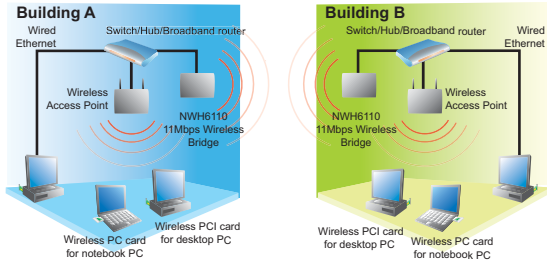 Building A
Wired
Ethernet
Switch/Hub/Broadband router
Wireless
Access Point
NWH6110
11Mbps Wireless
Bridge
Wireless PC card
for notebook PC
Wireless PCI card
for desktop PC
Building B
Switch/Hub/Broadband router
Wired
Ethernet
NWH6110
11Mbps Wireless
Bridge
Wireless
Access Point
Wireless PCI card
for desktop PC
Wireless PC card
for notebook PC